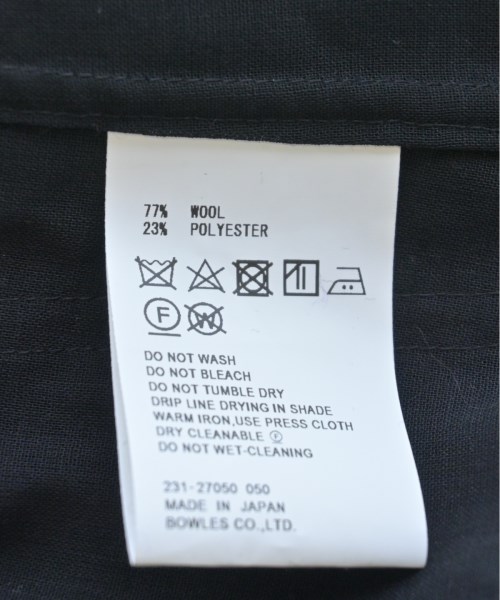 77% WOOL
23% POLYESTER
F W
DO NOT WASH
DO NOT BLEACH
DO NOT TUMBLE DRY
DRIP LINE DRYING IN SHADE
WARM IRON,USE PRESS CLOTH
DRY CLEANABLE Ⓕ
DO NOT WET-CLEANING
231-27050 050
MADE IN JAPAN
BOWLES CO.,LTD.